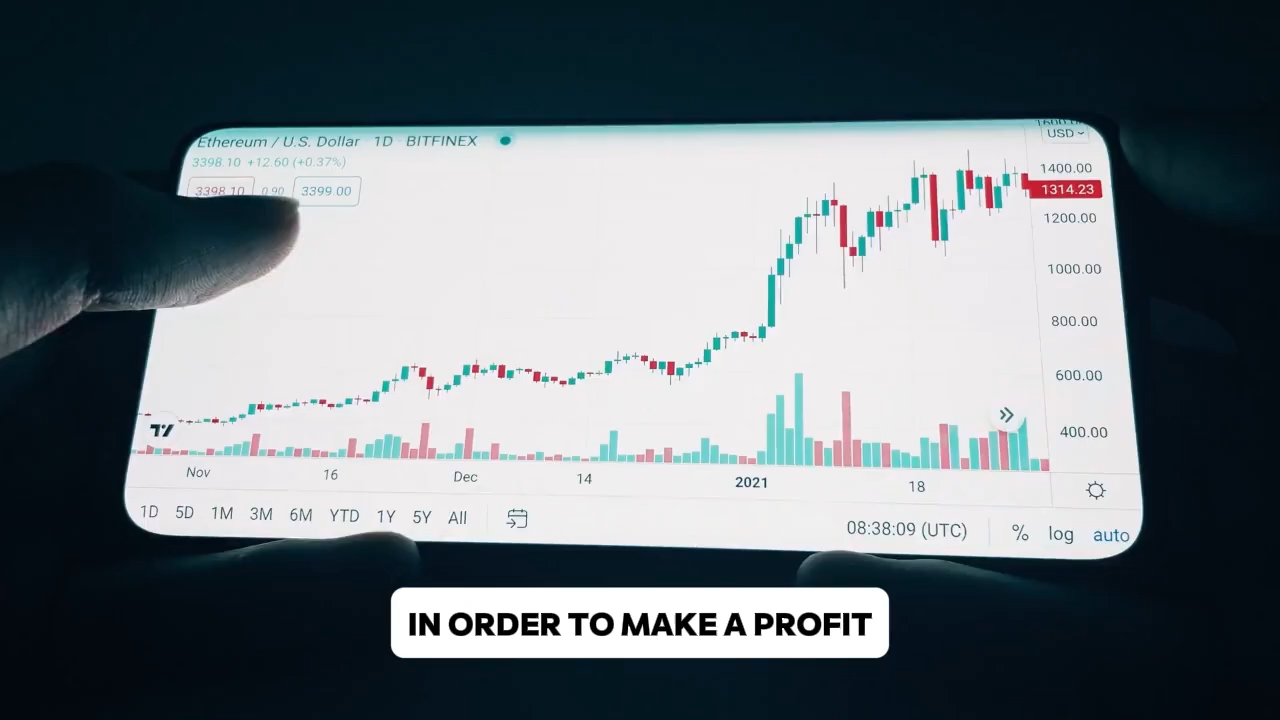 Ethereum / U.S. Dollar · 1D · BITFINEX
3398.10 +12.60 (+0.37%)
3398.10 0.90 3399.00
USD
1400.00
1314.23
1200.00
1000.00
800.00
600.00
400.00
Nov 16 Dec 14 2021 18
1D 5D 1M 3M 6M YTD 1Y 5Y All
08:38:09 (UTC) % log auto
IN ORDER TO MAKE A PROFIT